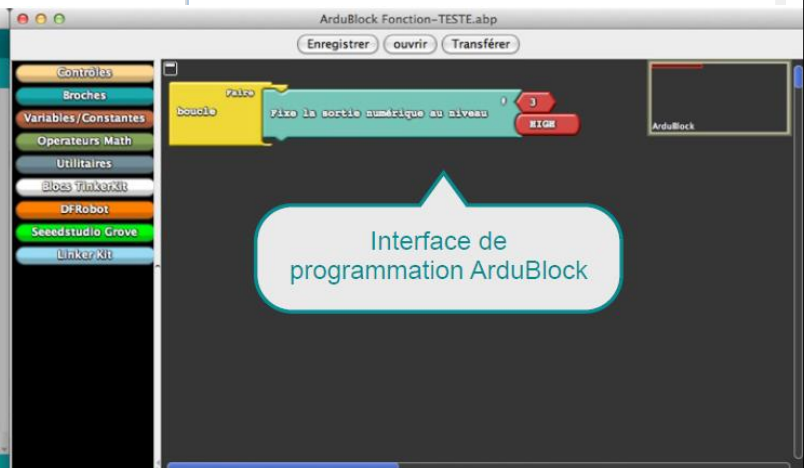 ArduBlock Fonction-TESTE.abp
Enregistrer ouvrir Transférer
Contrôles
Broches
Variables/Constantes
Operateurs Math
Utilitaires
Blocs TinkerKit
DFRobot
Seeedstudio Grove
Linker Kit
Faire
boucle
Fixe la sortie numérique au niveau
#
3
HIGH
ArduBlock
Interface de
programmation ArduBlock